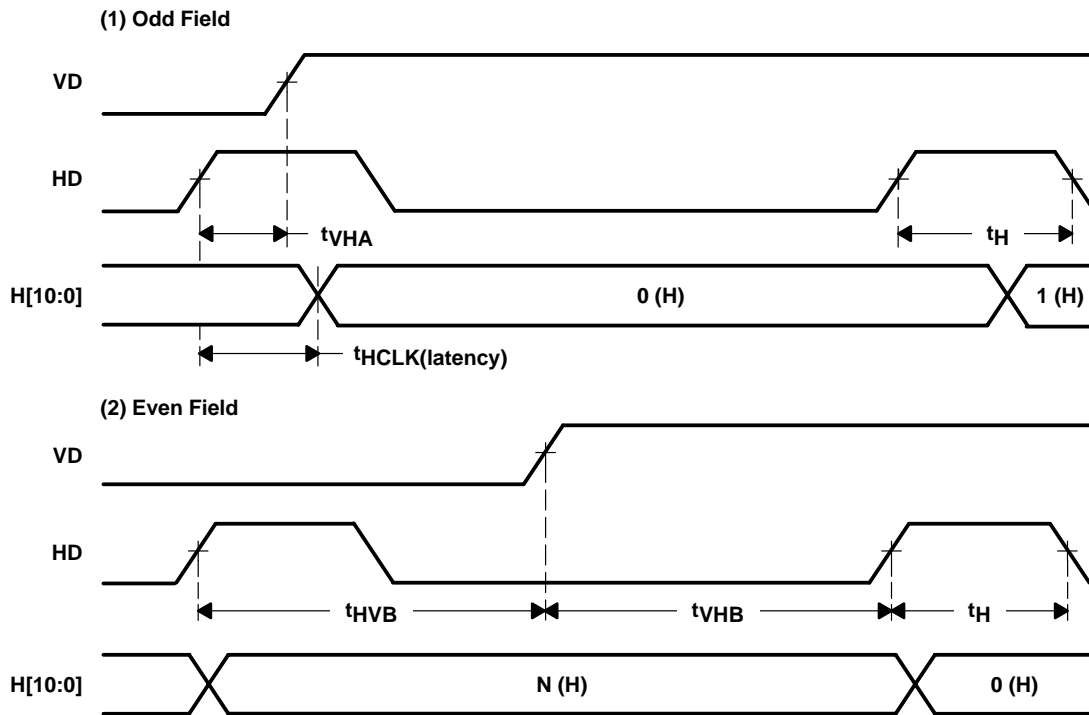 (1) Odd Field
VD
HD
tVHA
tH
H[10:0]
0 (H)
1 (H)
tHCLK(latency)
(2) Even Field
VD
HD
tHVB
tVHB
tH
H[10:0]
N (H)
0 (H)